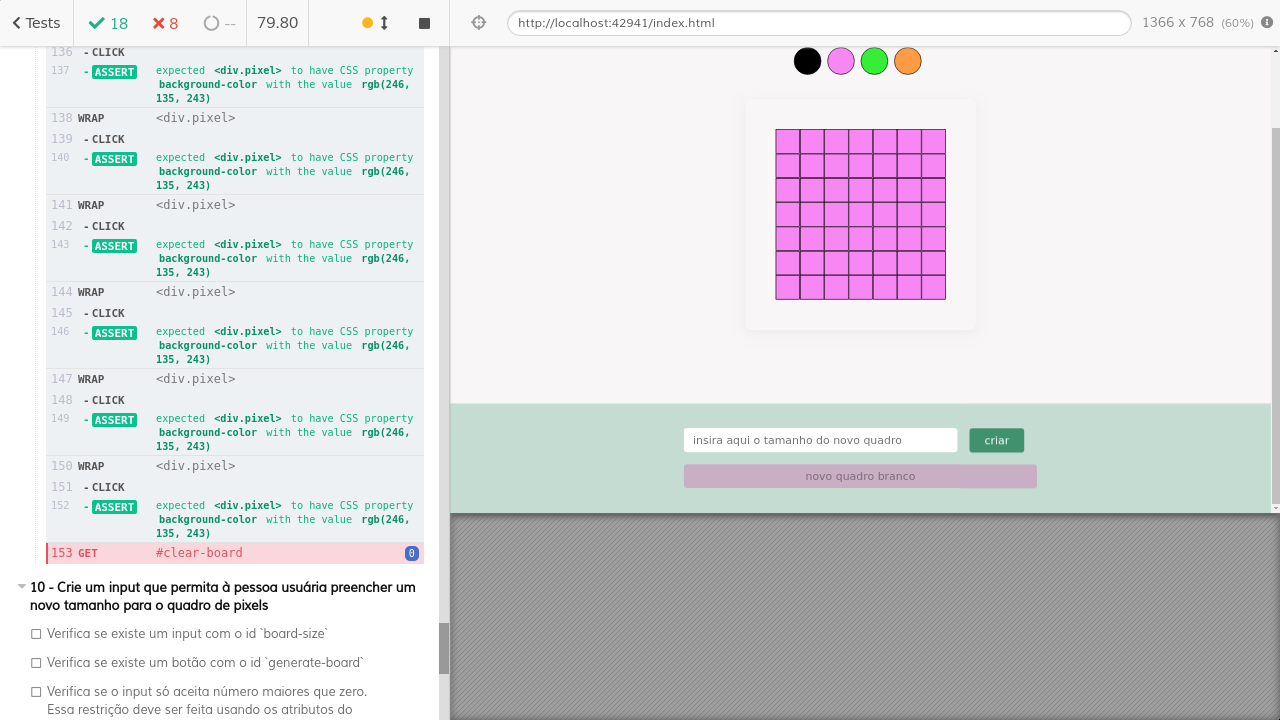 Tests 18 8 -- 79.80 http://localhost:42941/index.html 1366 x 768 (60%)
136 - CLICK
137 - ASSERT expected <div.pixel> to have CSS property
background-color with the value rgb(246,
135, 243)
138 WRAP <div.pixel>
139 - CLICK
140 - ASSERT expected <div.pixel> to have CSS property
background-color with the value rgb(246,
135, 243)
141 WRAP <div.pixel>
142 - CLICK
143 - ASSERT expected <div.pixel> to have CSS property
background-color with the value rgb(246,
135, 243)
144 WRAP <div.pixel>
145 - CLICK
146 - ASSERT expected <div.pixel> to have CSS property
background-color with the value rgb(246,
135, 243)
147 WRAP <div.pixel>
148 - CLICK
149 - ASSERT expected <div.pixel> to have CSS property
background-color with the value rgb(246,
135, 243)
150 WRAP <div.pixel>
151 - CLICK
152 - ASSERT expected <div.pixel> to have CSS property
background-color with the value rgb(246,
135, 243)
153 GET #clear-board 0
10 - Crie um input que permita à pessoa usuária preencher um
novo tamanho para o quadro de pixels
Verifica se existe um input com o id `board-size`
Verifica se existe um botão com o id `generate-board`
Verifica se o input só aceita número maiores que zero.
Essa restrição deve ser feita usando os atributos do
insira aqui o tamanho do novo quadro
criar
novo quadro branco